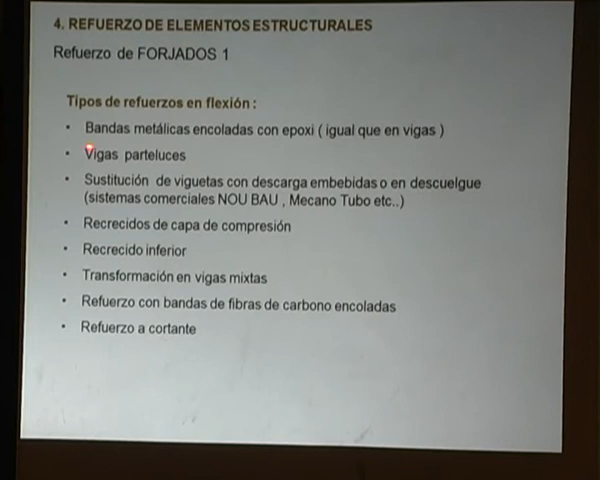 4. REFUERZO DE ELEMENTOS ESTRUCTURALES
Refuerzo de FORJADOS 1
Tipos de refuerzos en flexión :
• Bandas metálicas encoladas con epoxi ( igual que en vigas )
• Vigas parteluces
• Sustitución de viguetas con descarga embebidas o en descuelgue
(sistemas comerciales NOU BAU , Mecano Tubo etc..)
• Recrecidos de capa de compresión
• Recrecido inferior
• Transformación en vigas mixtas
• Refuerzo con bandas de fibras de carbono encoladas
• Refuerzo a cortante